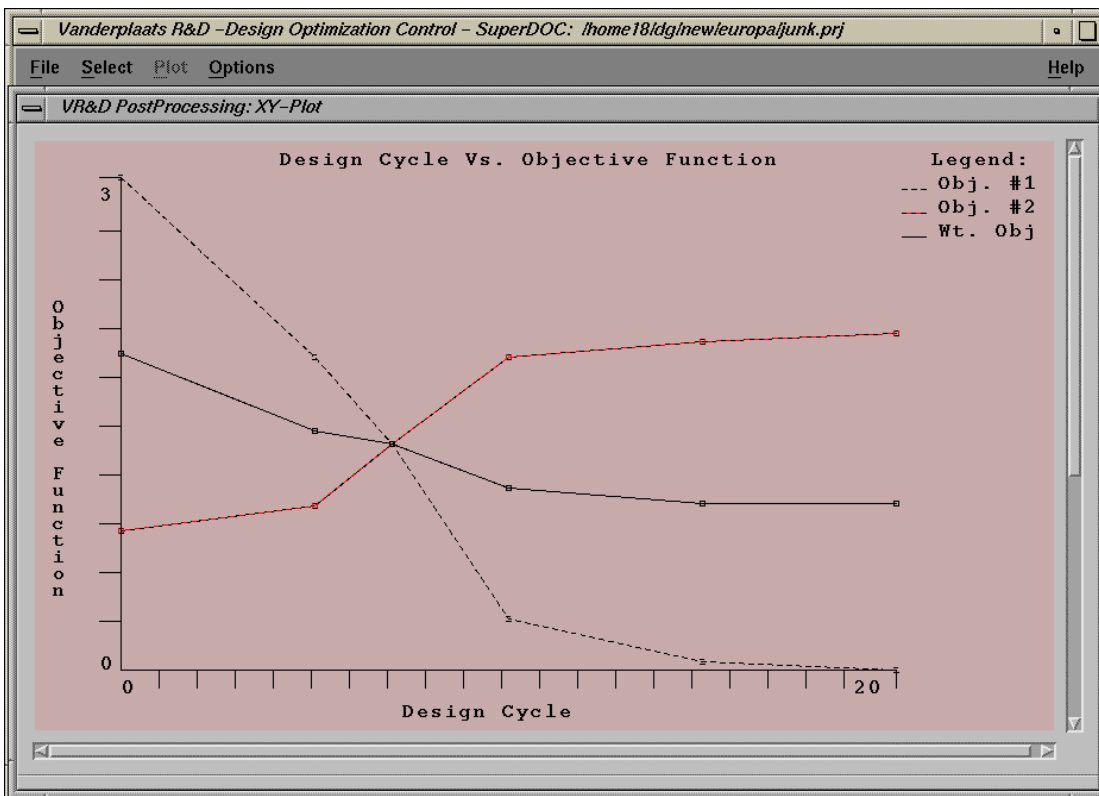 Vanderplaats R&D -Design Optimization Control - SuperDOC: /home18/dg/new/europa/junk.prj
File Select Plot Options Help
VR&D PostProcessing: XY-Plot
Design Cycle Vs. Objective Function
Legend:
Obj. #1
Obj. #2
Wt. Obj
3
Objective Function
0
0
20
Design Cycle